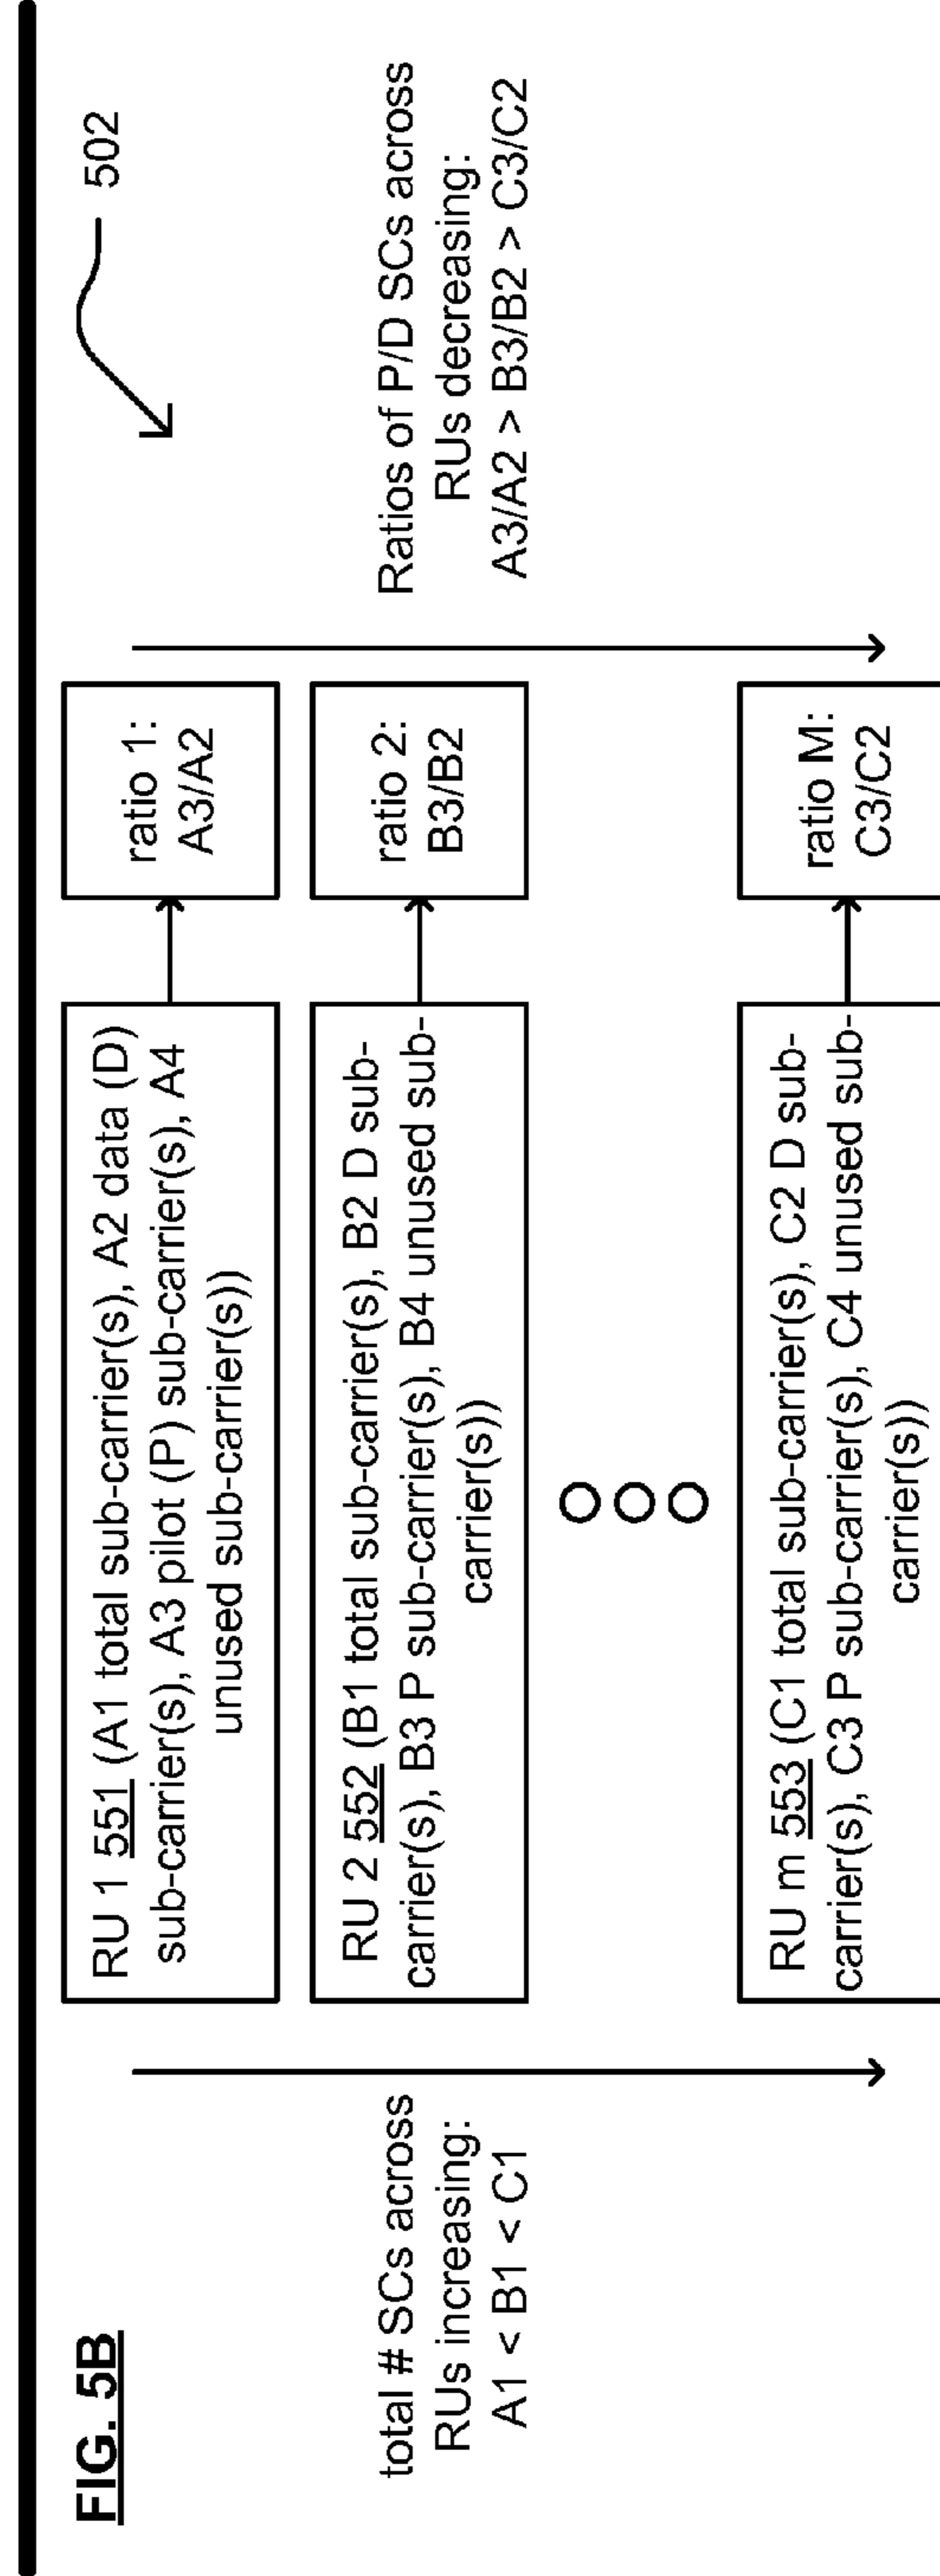 FIG. 5B
502
total # SCs across
RUs increasing:
A1 < B1 < C1
RU 1 551 (A1 total sub-carrier(s), A2 data (D)
sub-carrier(s), A3 pilot (P) sub-carrier(s), A4
unused sub-carrier(s))
ratio 1:
A3/A2
RU 2 552 (B1 total sub-carrier(s), B2 D sub-
carrier(s), B3 P sub-carrier(s), B4 unused sub-
carrier(s))
ratio 2:
B3/B2
RU m 553 (C1 total sub-carrier(s), C2 D sub-
carrier(s), C3 P sub-carrier(s), C4 unused sub-
carrier(s))
ratio M:
C3/C2
Ratios of P/D SCs across
RUs decreasing:
A3/A2 > B3/B2 > C3/C2